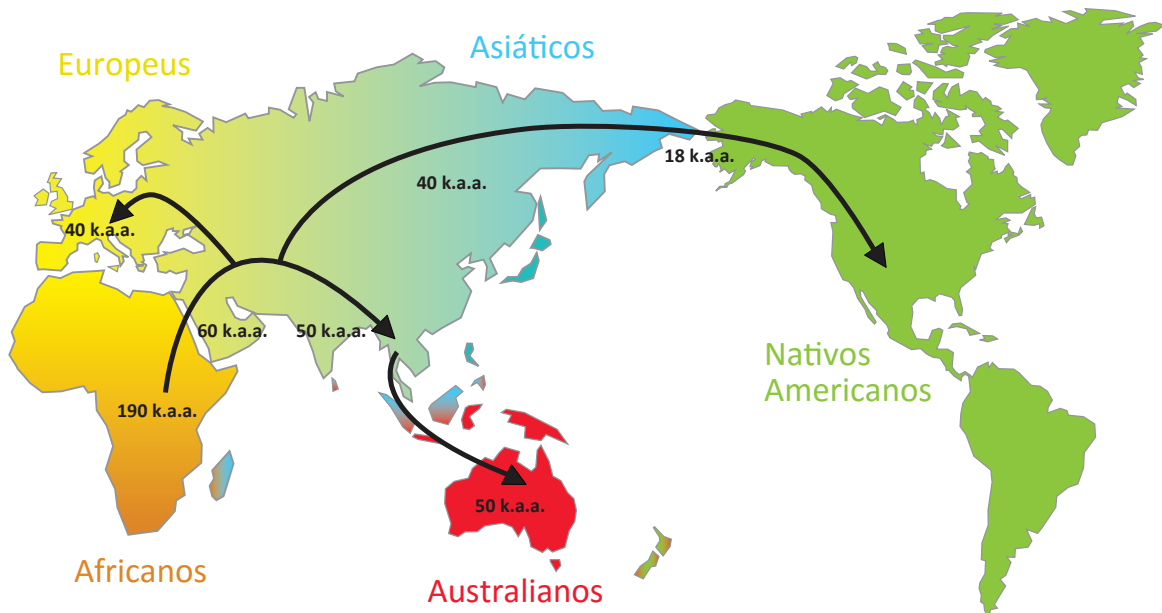 Asiáticos
Europeus
18 k.a.a.
40 k.a.a.
40 k.a.a.
60 k.a.a.
50 k.a.a.
Nativos
Americanos
190 k.a.a.
50 k.a.a.
Africanos
Australianos